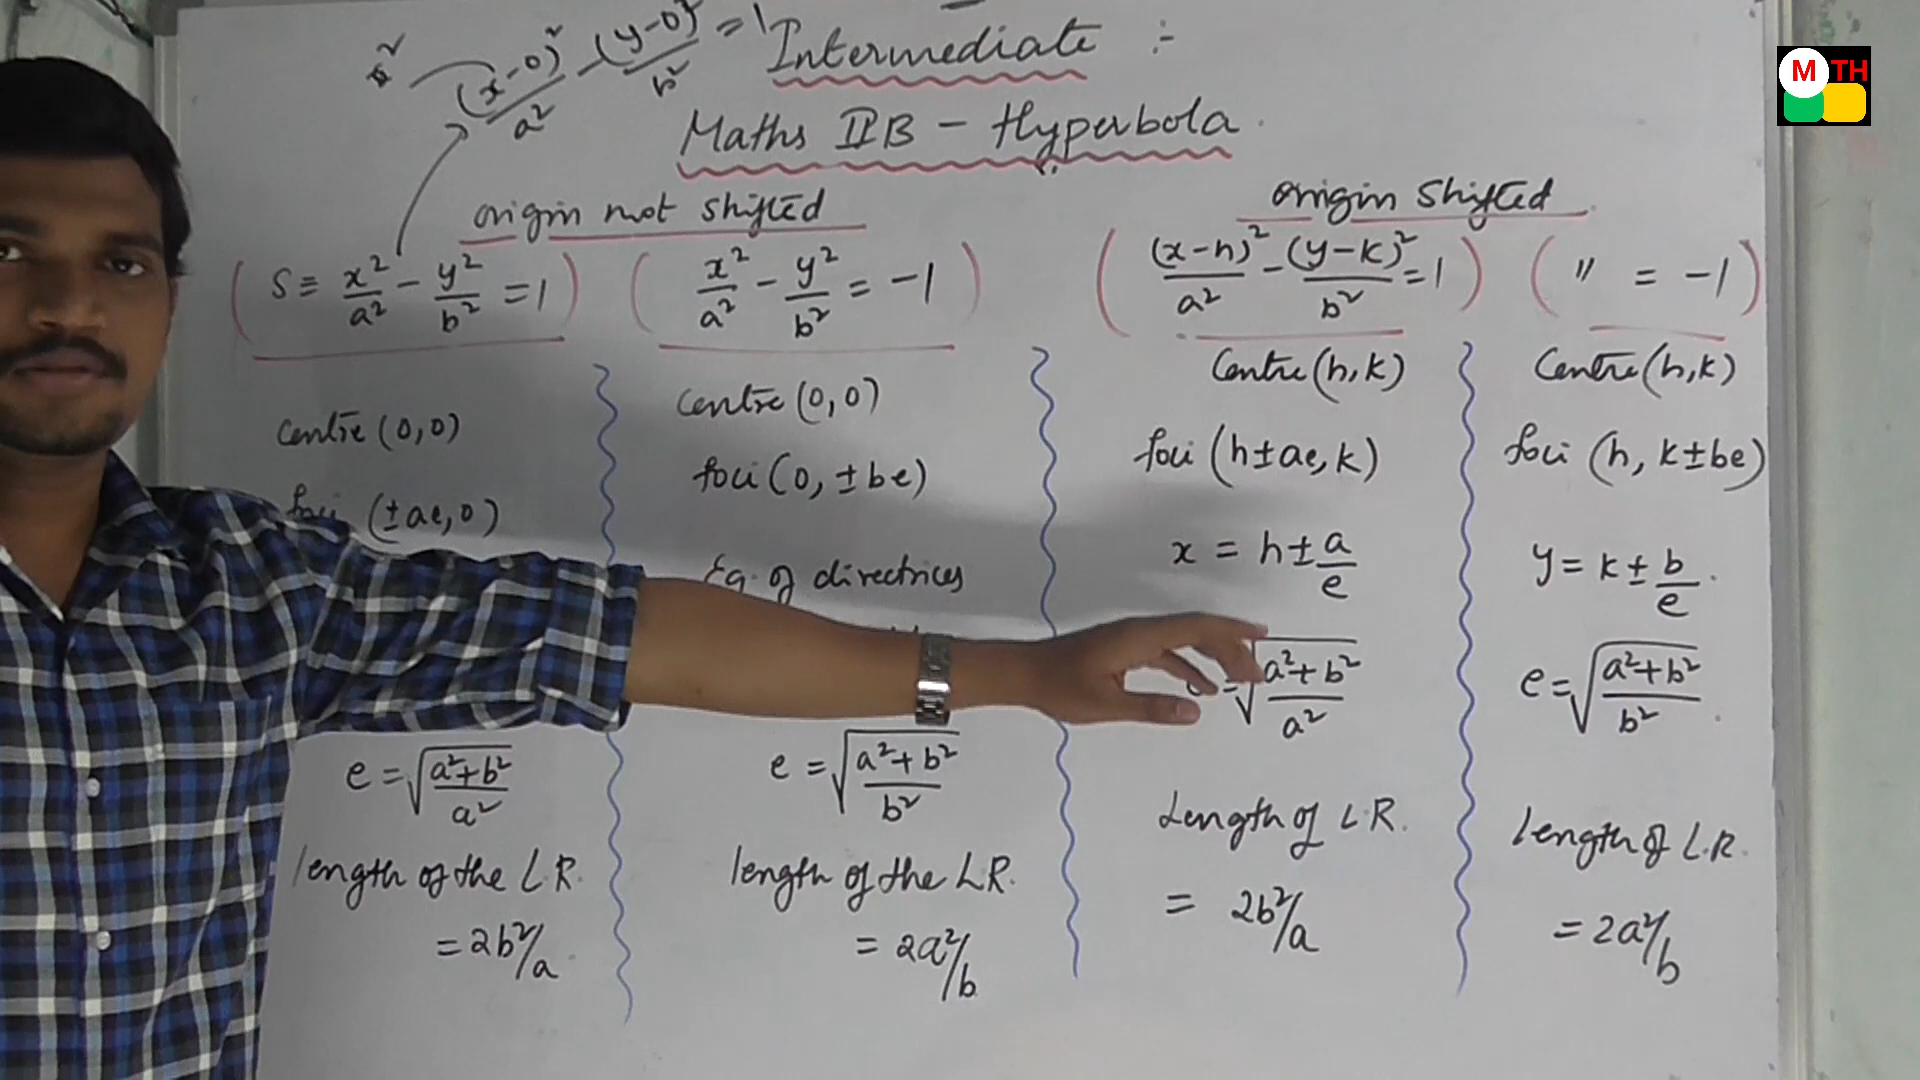 (x-0)²/a² - (y-0)²/b² = 1
Intermediate :-
Maths IIB - Hyperbola.
origin not shifted
(S ≡ x²/a² - y²/b² = 1)
centre (0,0)
foci (±ae, 0)
e = √((a²+b²)/a²)
length of the L.R.
= 2b²/a.
(x²/a² - y²/b² = -1)
centre (0,0)
foci (0, ±be)
Eq. of directrices
e = √((a²+b²)/b²)
length of the L.R.
= 2a²/b
origin shifted.
((x-h)²/a² - (y-k)²/b² = 1)
Centre (h,k)
foci (h±ae, k)
x = h ± a/e
= √((a²+b²)/a²)
Length of L.R.
= 2b²/a
( " = -1)
Centre (h,k)
foci (h, k±be)
y = k ± b/e.
e = √((a²+b²)/b²).
length of L.R.
= 2a²/b
M TH